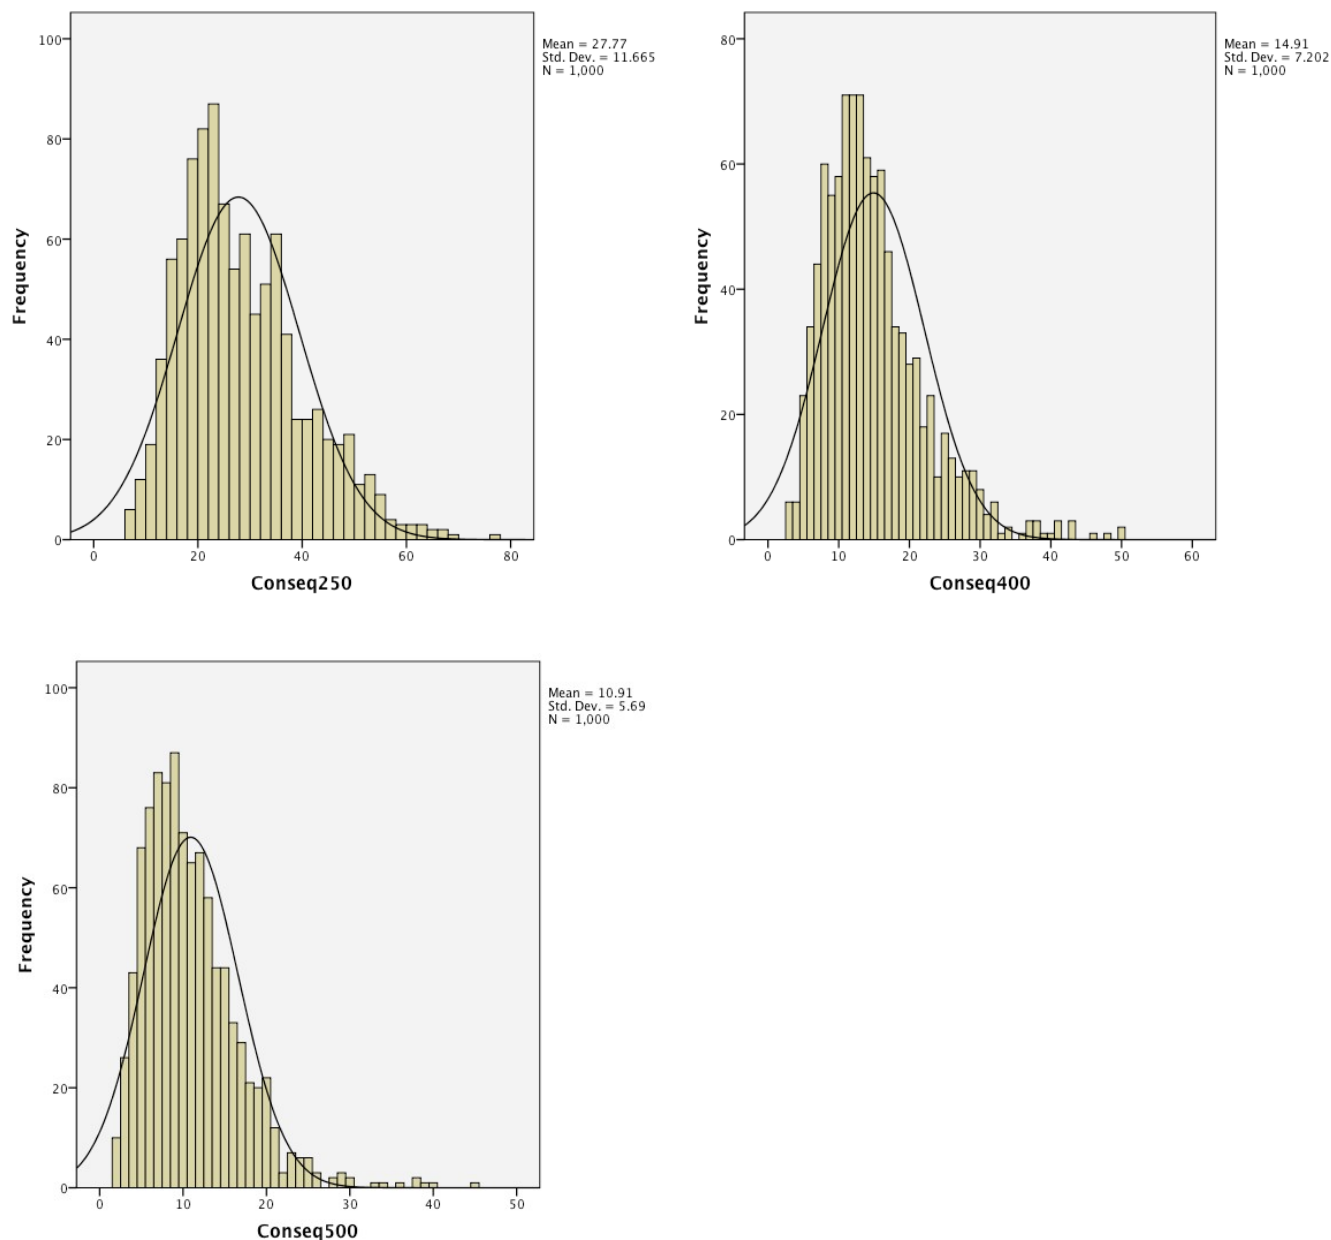 100
80
60
40
20
0
Frequency
0 20 40 60 80
Conseq250
Mean = 27.77
Std. Dev. = 11.665
N = 1,000
80
60
40
20
0
Frequency
0 10 20 30 40 50 60
Conseq400
Mean = 14.91
Std. Dev. = 7.202
N = 1,000
100
80
60
40
20
0
Frequency
0 10 20 30 40 50
Conseq500
Mean = 10.91
Std. Dev. = 5.69
N = 1,000